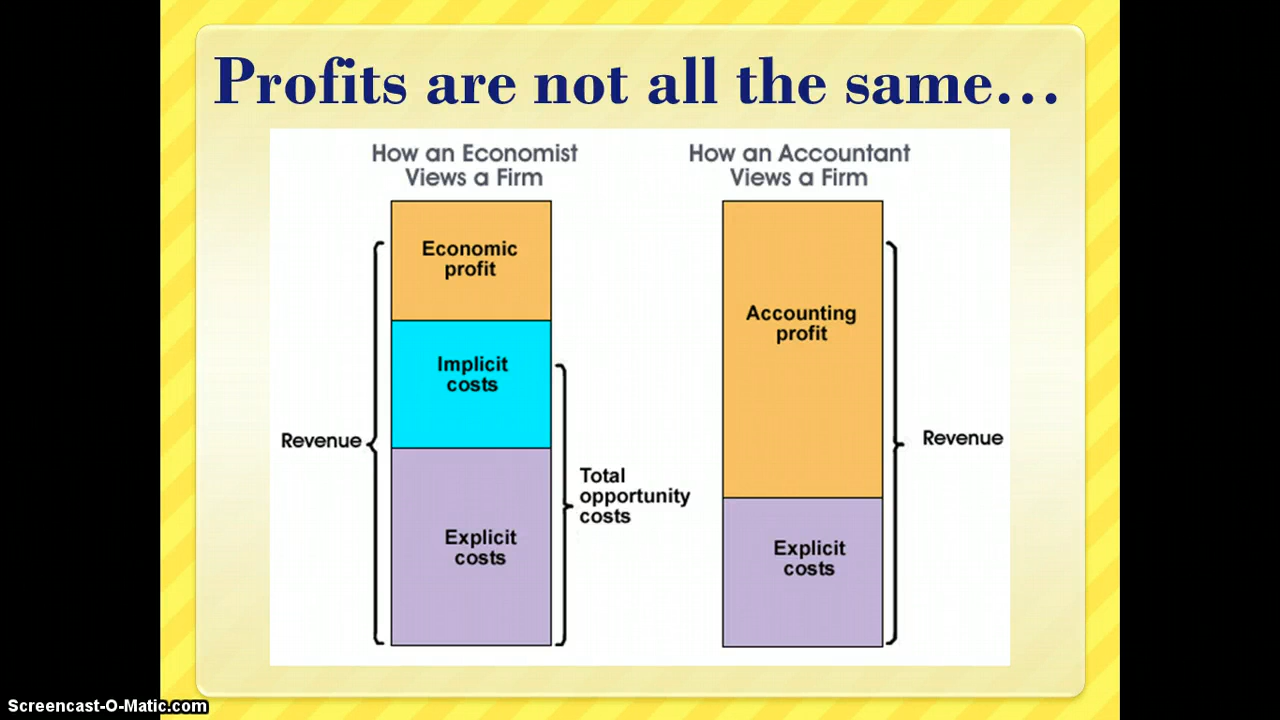 Profits are not all the same...
How an Economist
Views a Firm
Economic
profit
Implicit
costs
Revenue
Total
opportunity
costs
Explicit
costs
How an Accountant
Views a Firm
Accounting
profit
Revenue
Explicit
costs
Screencast-O-Matic.com